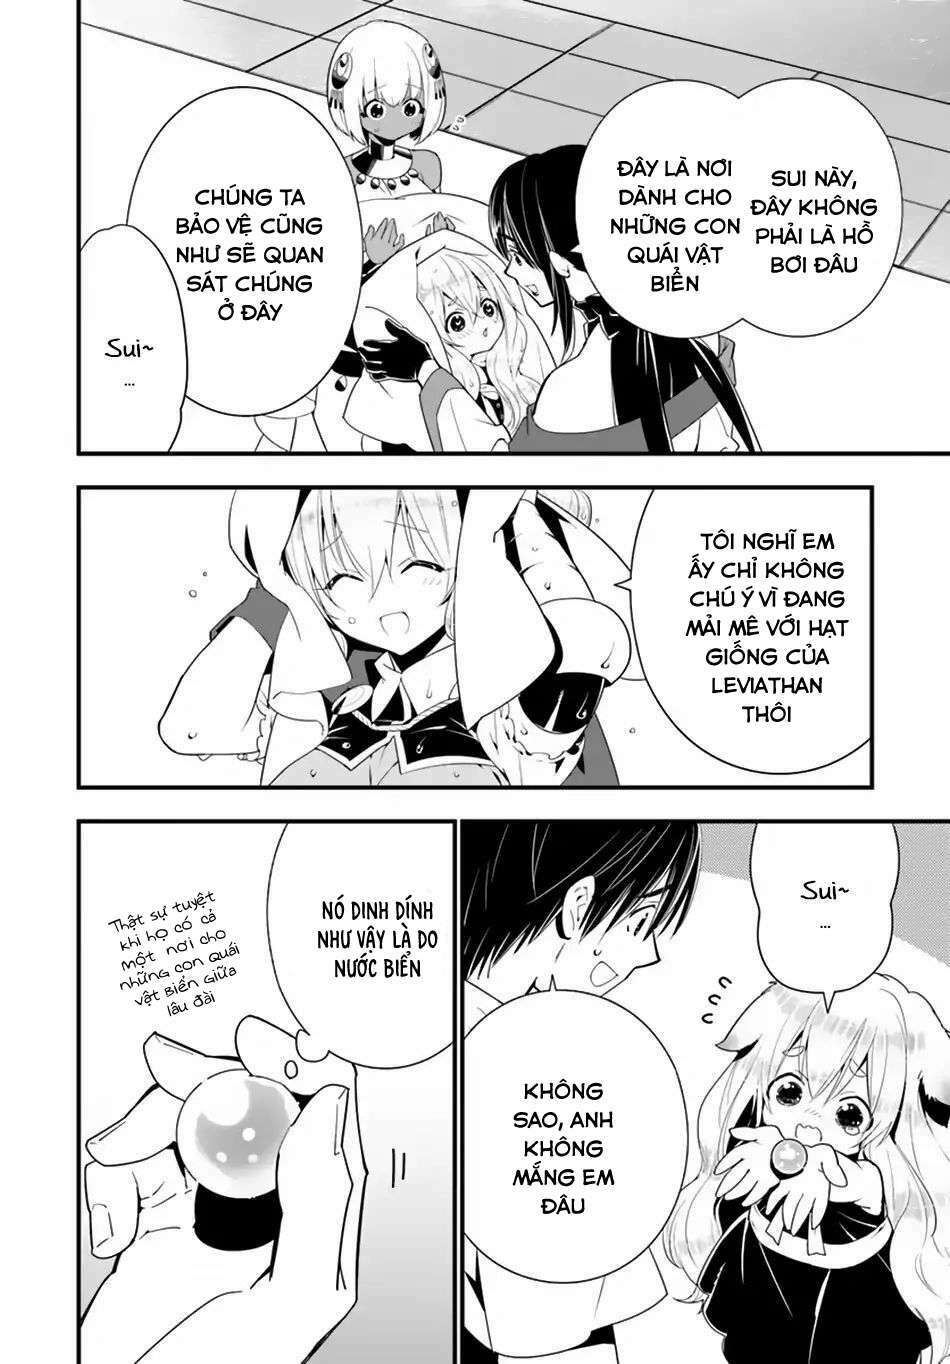 SUI NÀY,
ĐÂY KHÔNG
PHẢI LÀ HỒ
BƠI ĐÂU
ĐÂY LÀ NƠI
DÀNH CHO
NHỮNG CON
QUÁI VẬT
BIỂN
CHÚNG TA
BẢO VỆ CŨNG
NHƯ SẼ QUAN
SÁT CHÚNG
Ở ĐÂY
Sui~
...
TÔI NGHĨ EM
ẤY CHỈ KHÔNG
CHÚ Ý VÌ ĐANG
MẢI MÊ VỚI HẠT
GIỐNG CỦA
LEVIATHAN
THÔI
Sui~
...
KHÔNG
SAO, ANH
KHÔNG
MẮNG EM
ĐÂU
NÓ DINH DÍNH
NHƯ VẬY LÀ DO
NƯỚC BIỂN
Thật sự tuyệt
khi họ có cả
một nơi cho
những con quái
vật biển giữa
lâu đài